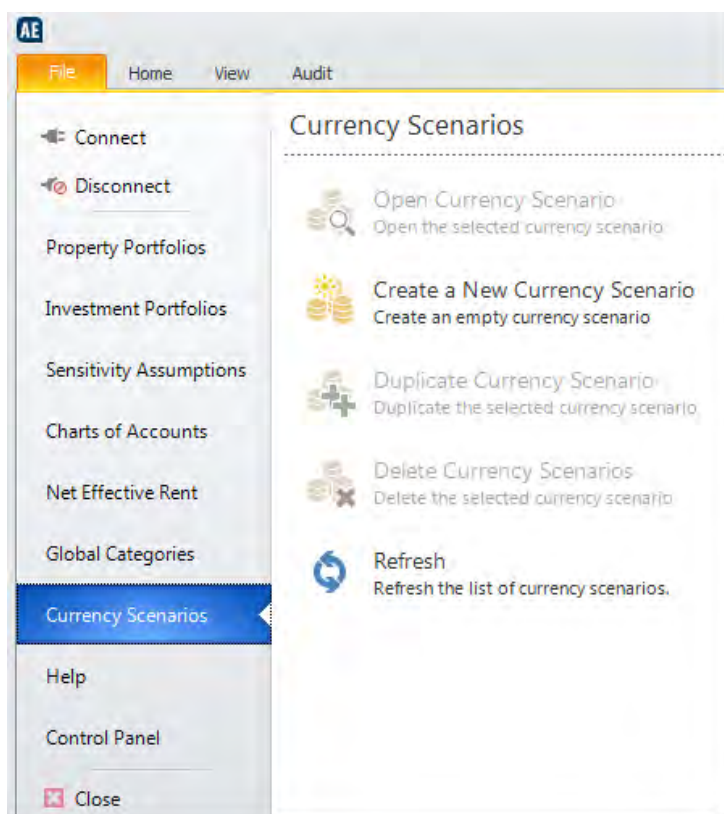 AE
File Home View Audit
Connect
Disconnect
Property Portfolios
Investment Portfolios
Sensitivity Assumptions
Charts of Accounts
Net Effective Rent
Global Categories
Currency Scenarios
Help
Control Panel
Close
Currency Scenarios
Open Currency Scenario
Open the selected currency scenario
Create a New Currency Scenario
Create an empty currency scenario
Duplicate Currency Scenario
Duplicate the selected currency scenario
Delete Currency Scenarios
Delete the selected currency scenario
Refresh
Refresh the list of currency scenarios.